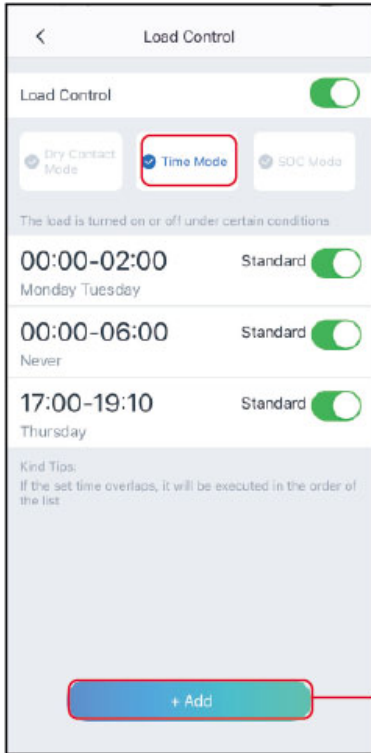 Load Control
Load Control
Dry Contact
Mode
Time Mode
SOC Mode
The load is turned on or off under certain conditions
00:00-02:00
Standard
Monday Tuesday
00:00-06:00
Standard
Never
17:00-19:10
Standard
Thursday
Kind Tips:
If the set time overlaps, it will be executed in the order of
the list
+ Add